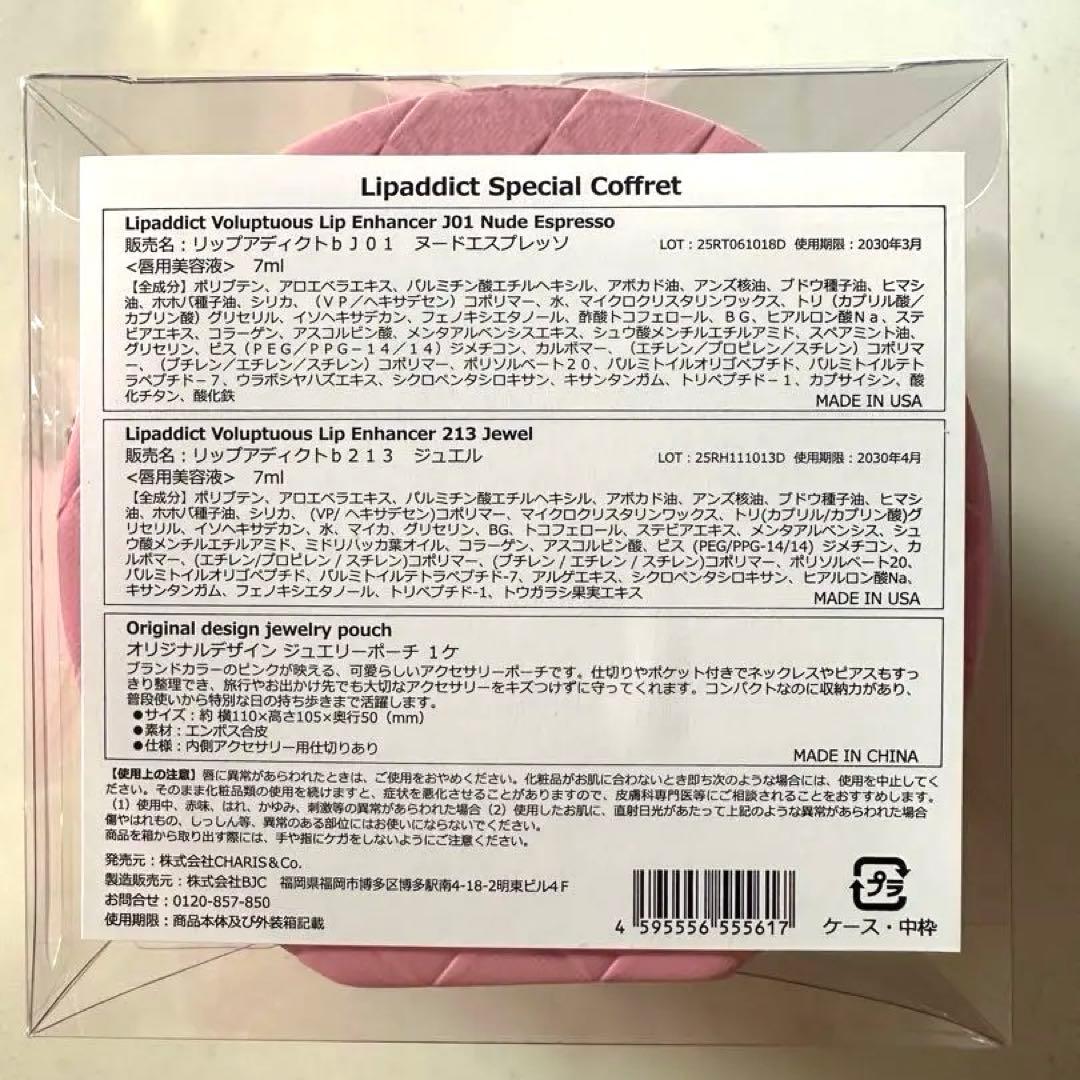 Lipaddict Special Coffret
Lipaddict Voluptuous Lip Enhancer J01 Nude Espresso
販売名：リップアディクトｂＪ０１　ヌードエスプレッソ　LOT：25RT061018D 使用期限：2030年3月
<唇用美容液>　7ml
【全成分】ポリブテン、アロエベラエキス、パルミチン酸エチルヘキシル、アボカド油、アンズ核油、ブドウ種子油、ヒマシ
油、ホホバ種子油、シリカ、（ＶＰ／ヘキサデセン）コポリマー、水、マイクロクリスタリンワックス、トリ（カプリル酸／
カプリン酸）グリセリル、イソヘキサデカン、フェノキシエタノール、酢酸トコフェロール、ＢＧ、ヒアルロン酸Ｎａ、ステ
ビアエキス、コラーゲン、アスコルビン酸、メンタアルベンシスエキス、シュウ酸メンチルエチルアミド、スペアミント油、
グリセリン、ビス（ＰＥＧ／ＰＰＧ－１４／１４）ジメチコン、カルボマー、（エチレン／プロピレン／スチレン）コポリマ
ー、（ブチレン／エチレン／スチレン）コポリマー、ポリソルベート２０、パルミトイルオリゴペプチド、パルミトイルテト
ラペプチド－７、ウラボシヤハズエキス、シクロペンタシロキサン、キサンタンガム、トリペプチド－１、カプサイシン、酸
化チタン、酸化鉄
MADE IN USA
Lipaddict Voluptuous Lip Enhancer 213 Jewel
販売名：リップアディクトｂ２１３　ジュエル　LOT：25RH111013D 使用期限：2030年4月
<唇用美容液>　7ml
【全成分】ポリブテン、アロエベラエキス、パルミチン酸エチルヘキシル、アボカド油、アンズ核油、ブドウ種子油、ヒマシ
油、ホホバ種子油、シリカ、(VP/ ヘキサデセン)コポリマー、マイクロクリスタリンワックス、トリ(カプリル/カプリン酸)グ
リセリル、イソヘキサデカン、水、マイカ、グリセリン、BG、トコフェロール、ステビアエキス、メンタアルベンシス、シュ
ウ酸メンチルエチルアミド、ミドリハッカ葉オイル、コラーゲン、アスコルビン酸、ビス (PEG/PPG-14/14) ジメチコン、カ
ルボマー、(エチレン/プロピレン / スチレン)コポリマー、(ブチレン / エチレン / スチレン)コポリマー、ポリソルベート20、
パルミトイルオリゴペプチド、パルミトイルテトラペプチド-7、アルゲエキス、シクロペンタシロキサン、ヒアルロン酸Na、
キサンタンガム、フェノキシエタノール、トリペプチド-1、トウガラシ果実エキス
MADE IN USA
Original design jewelry pouch
オリジナルデザイン ジュエリーポーチ １ケ
ブランドカラーのピンクが映える、可愛らしいアクセサリーポーチです。仕切りやポケット付きでネックレスやピアスもすっ
きり整理でき、旅行やお出かけ先でも大切なアクセサリーをキズつけずに守ってくれます。コンパクトなのに収納力があり、
普段使いから特別な日の持ち歩きまで活躍します。
●サイズ：約 横110×高さ105×奥行50（mm）
●素材：エンボス合皮
●仕様：内側アクセサリー用仕切りあり
MADE IN CHINA
【使用上の注意】唇に異常があらわれたときは、ご使用をおやめください。化粧品がお肌に合わないとき即ち次のような場合には、使用を中止してく
ださい。そのまま化粧品類の使用を続けますと、症状を悪化させることがありますので、皮膚科専門医等にご相談されることをおすすめします。
（1）使用中、赤味、はれ、かゆみ、刺激等の異常があらわれた場合（2）使用したお肌に、直射日光があたって上記のような異常があらわれた場合
傷やはれもの、しっしん等、異常のある部位にはお使いにならないでください。
商品を箱から取り出す際には、手や指にケガをしないようにご注意ください。
発売元：株式会社CHARIS＆Co.
製造販売元：株式会社BJC　福岡県福岡市博多区博多駅南4-18-2明東ビル4Ｆ
お問合せ：0120-857-850
使用期限：商品本体及び外装箱記載
4 595556 555617
プラ
ケース・中枠